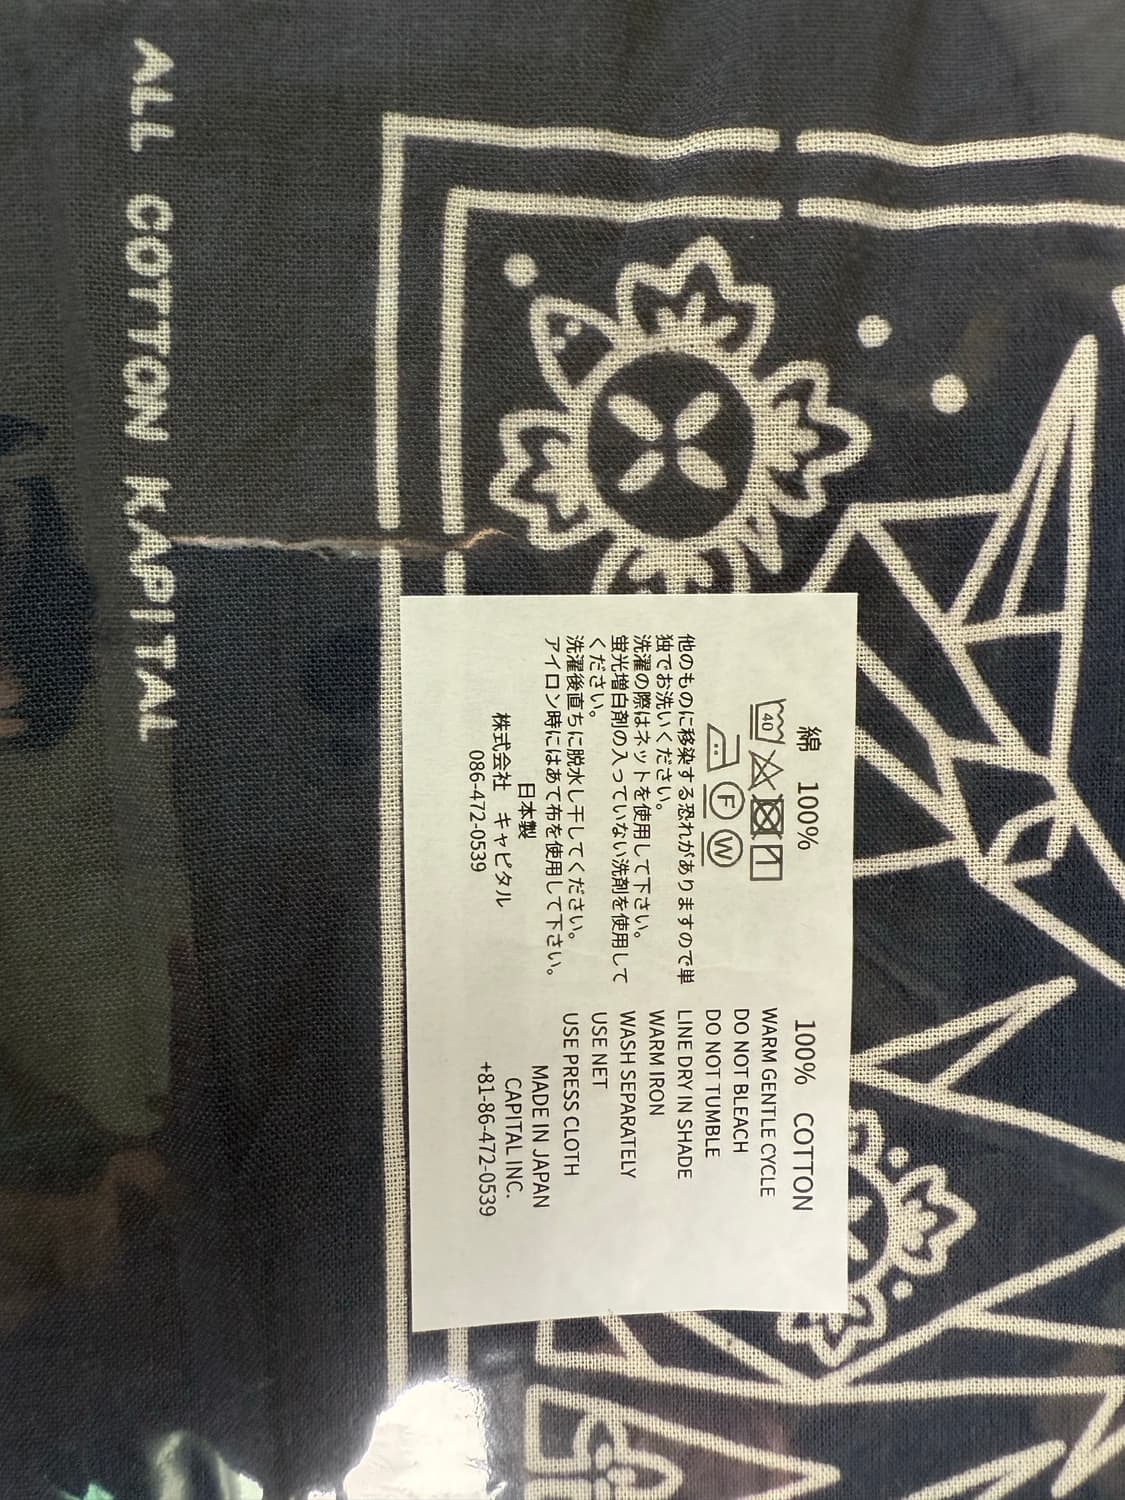 ALL COTTON KAPITAL
綿 100%
40
F W
他のものに移染する恐れがありますので単
独でお洗いください。
洗濯の際はネットを使用して下さい。
蛍光増白剤の入っていない洗剤を使用して
ください。
洗濯後直ちに脱水し干してください。
アイロン時にはあて布を使用して下さい。
日本製
株式会社 キャピタル
086-472-0539
100% COTTON
WARM GENTLE CYCLE
DO NOT BLEACH
DO NOT TUMBLE
LINE DRY IN SHADE
WARM IRON
WASH SEPARATELY
USE NET
USE PRESS CLOTH
MADE IN JAPAN
CAPITAL INC.
+81-86-472-0539